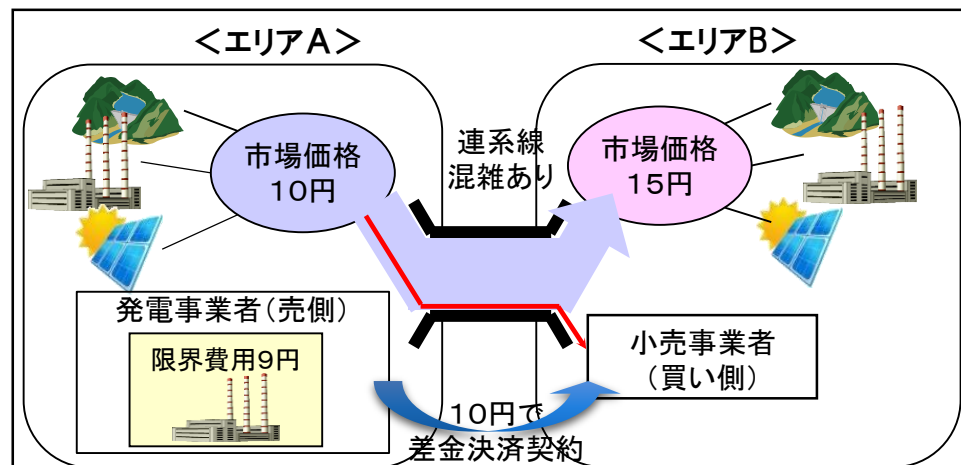 ＜エリアA＞
＜エリアB＞
市場価格
10円
連系線
混雑あり
市場価格
15円
発電事業者（売側）
限界費用9円
小売事業者
（買い側）
10円で
差金決済契約